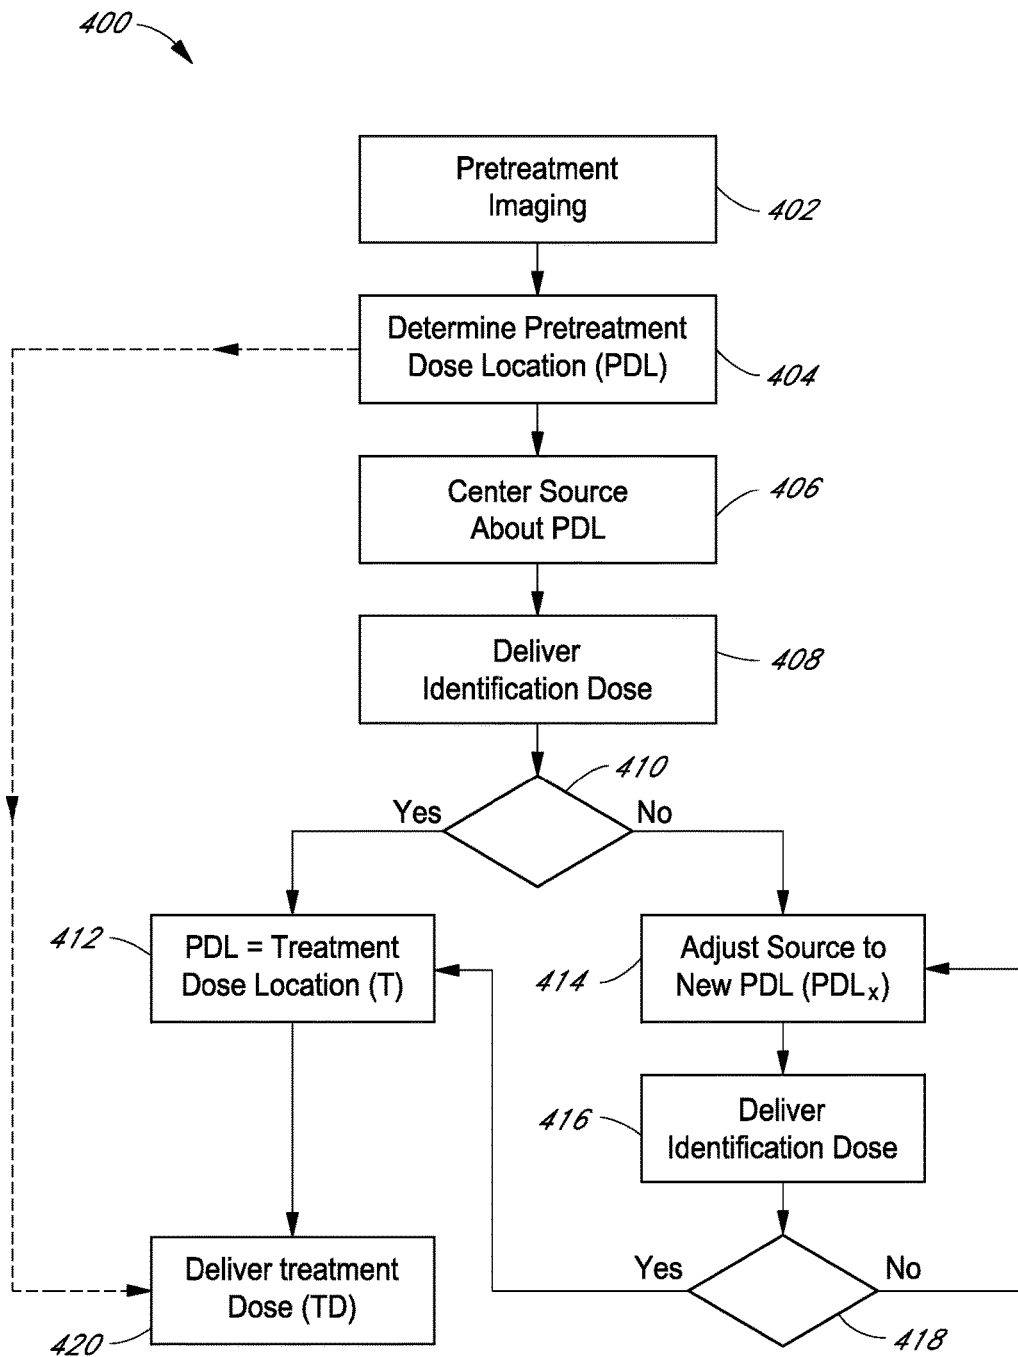 400
Pretreatment
Imaging
402
Determine Pretreatment
Dose Location (PDL)
404
Center Source
About PDL
406
Deliver
Identification Dose
408
410
Yes
No
412
PDL = Treatment
Dose Location (T)
414
Adjust Source to
New PDL (PDLx)
416
Deliver
Identification Dose
Yes
No
418
Deliver treatment
Dose (TD)
420